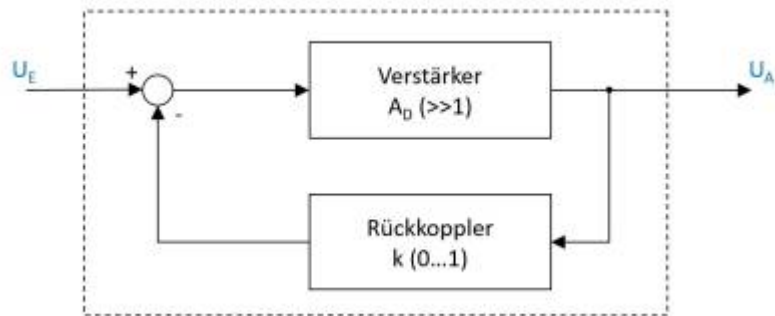 U_E
+
-
Verstärker
A_D (>>1)
U_A
Rückkoppler
k (0...1)